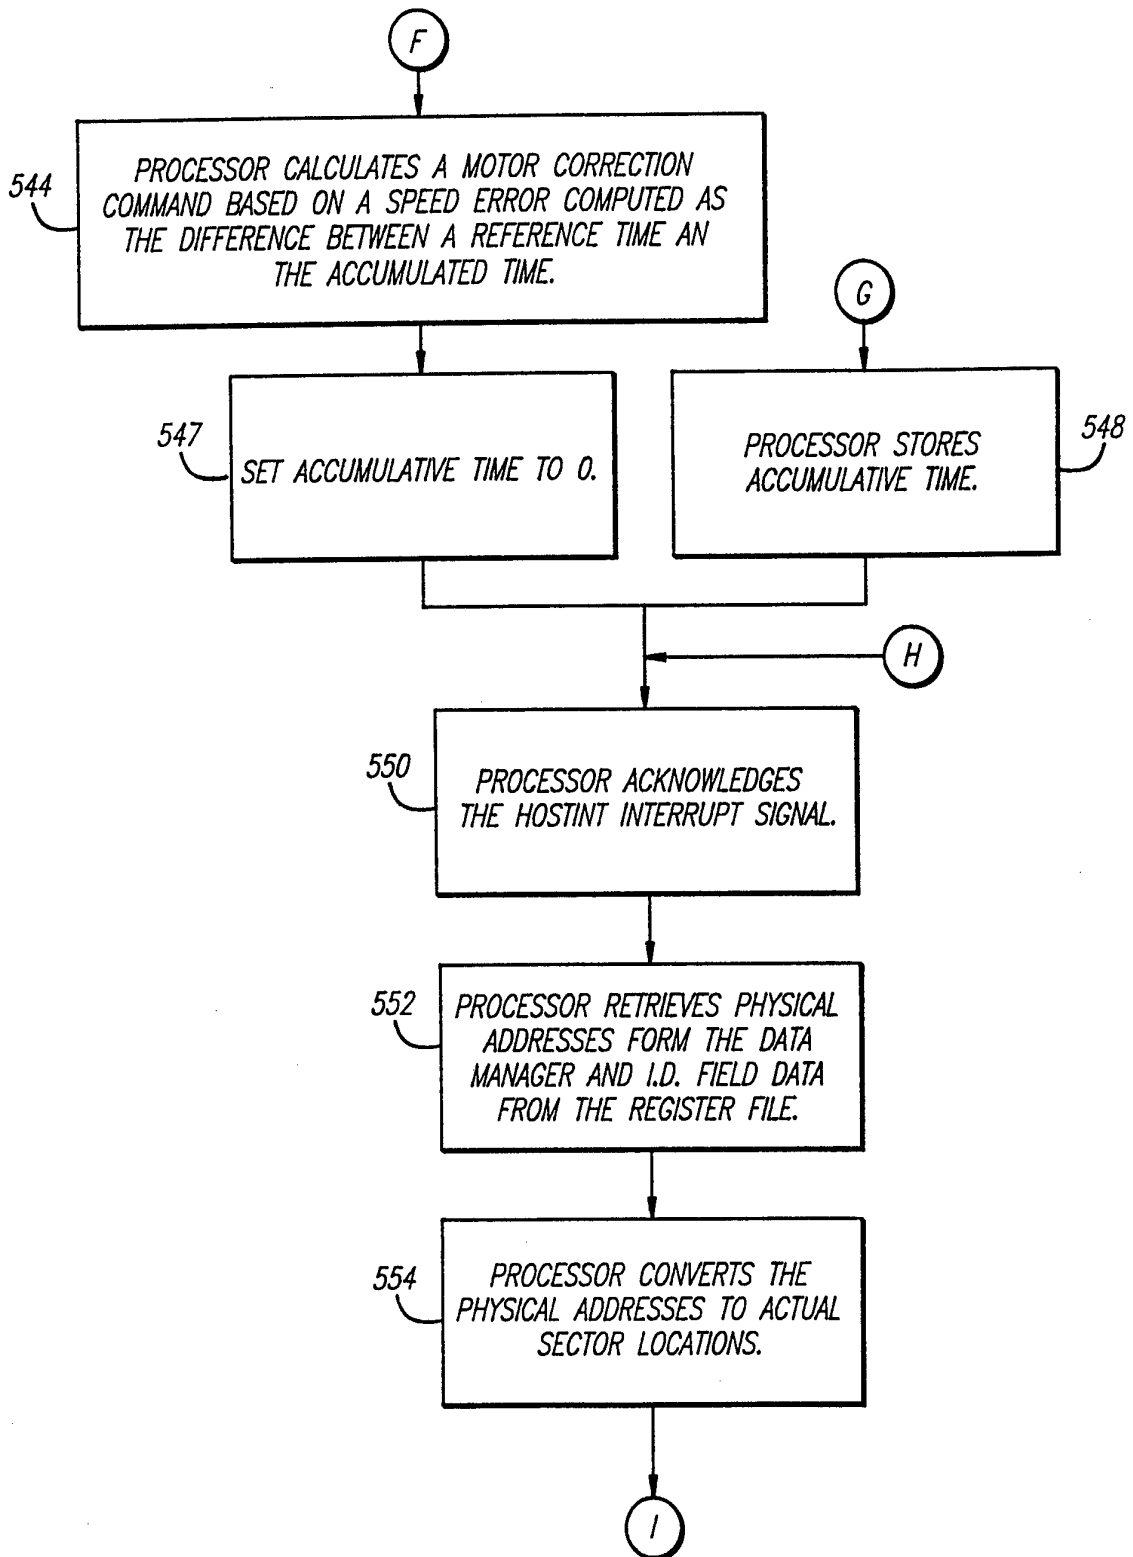 F
544
PROCESSOR CALCULATES A MOTOR CORRECTION
COMMAND BASED ON A SPEED ERROR COMPUTED AS
THE DIFFERENCE BETWEEN A REFERENCE TIME AN
THE ACCUMULATED TIME.
G
547
SET ACCUMULATIVE TIME TO 0.
548
PROCESSOR STORES
ACCUMULATIVE TIME.
H
550
PROCESSOR ACKNOWLEDGES
THE HOSTINT INTERRUPT SIGNAL.
552
PROCESSOR RETRIEVES PHYSICAL
ADDRESSES FORM THE DATA
MANAGER AND I.D. FIELD DATA
FROM THE REGISTER FILE.
554
PROCESSOR CONVERTS THE
PHYSICAL ADDRESSES TO ACTUAL
SECTOR LOCATIONS.
I